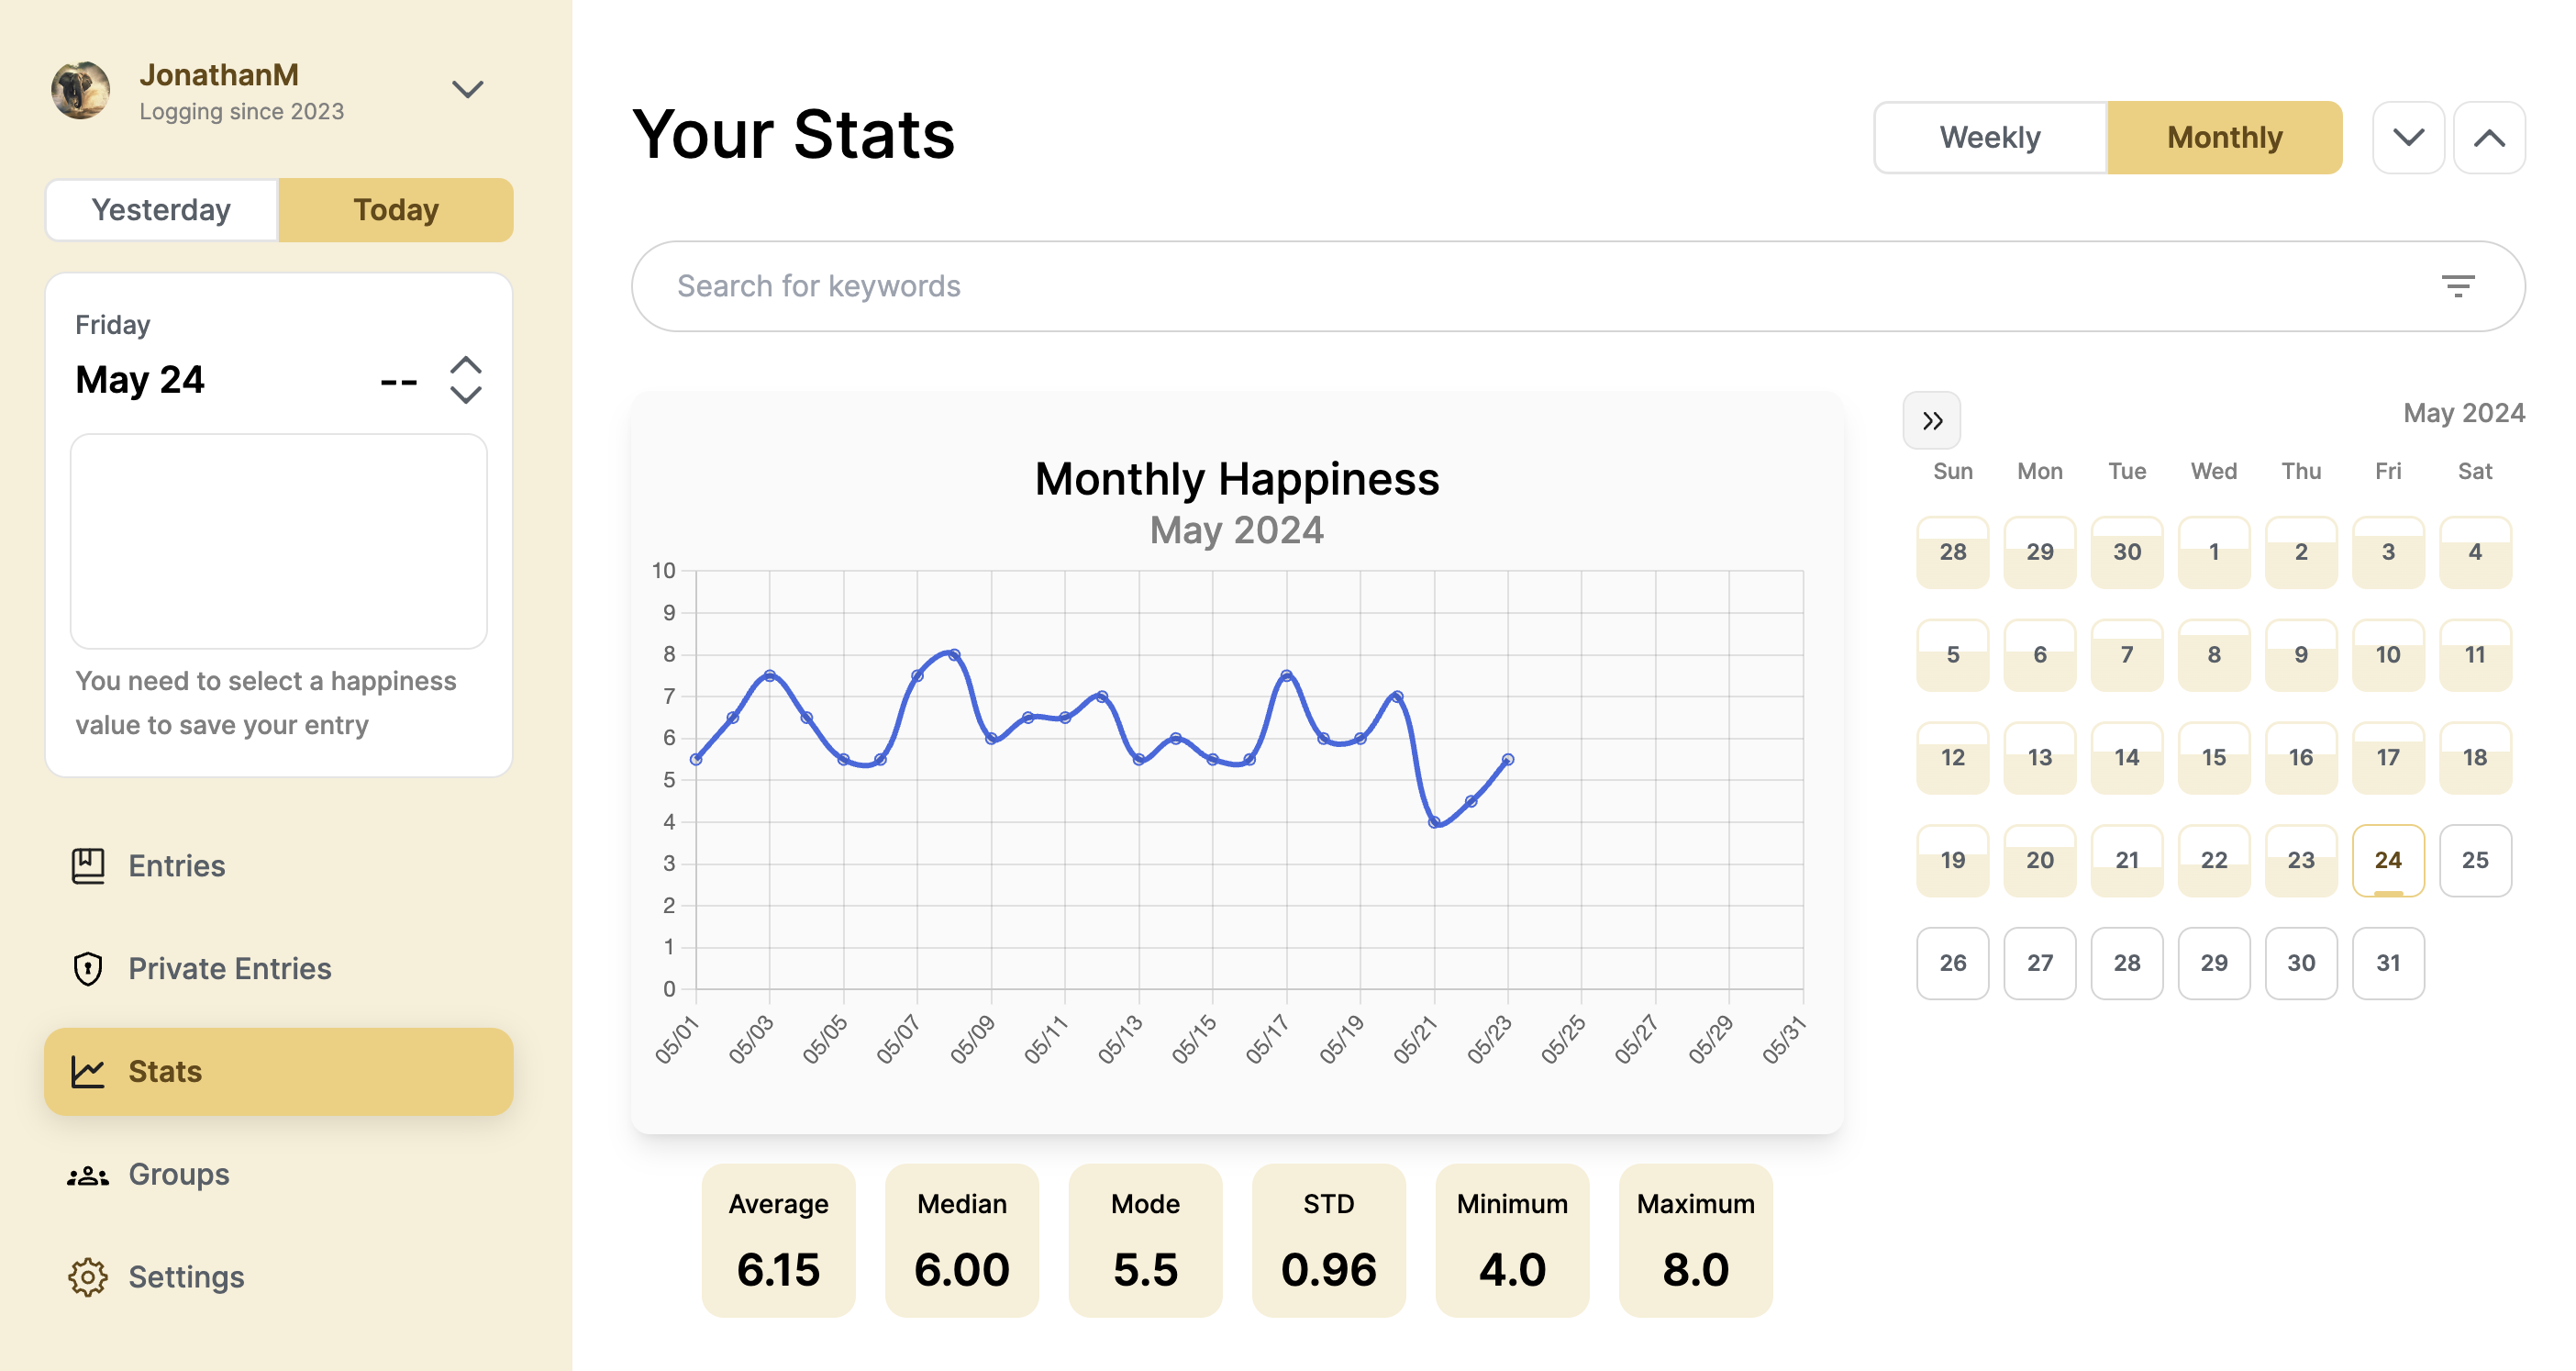 JonathanM
Logging since 2023
Yesterday Today
Friday
May 24 --
You need to select a happiness
value to save your entry
Entries
Private Entries
Stats
Groups
Settings
Your Stats
Weekly Monthly
Search for keywords
Monthly Happiness
May 2024
10
9
8
7
6
5
4
3
2
1
0
05/01 05/03 05/05 05/07 05/09 05/11 05/13 05/15 05/17 05/19 05/21 05/23 05/25 05/27 05/29 05/31
Average Median Mode STD Minimum Maximum
6.15 6.00 5.5 0.96 4.0 8.0
May 2024
Sun Mon Tue Wed Thu Fri Sat
28 29 30 1 2 3 4
5 6 7 8 9 10 11
12 13 14 15 16 17 18
19 20 21 22 23 24 25
26 27 28 29 30 31